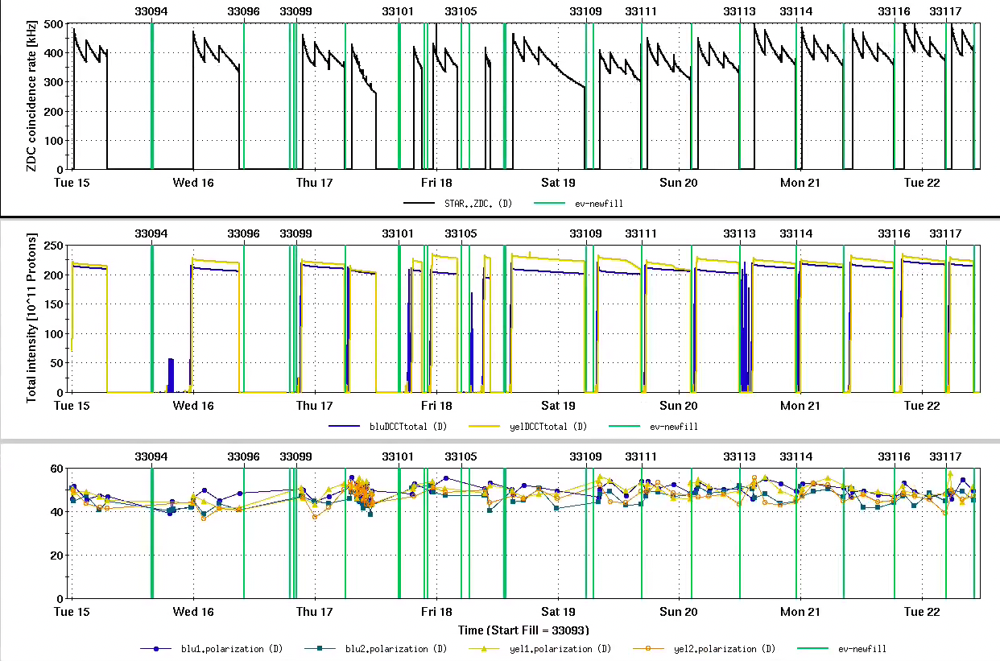 33094 33096 33099 33101 33105 33109 33111 33113 33114 33116 33117
ZDC coincidence rate [kHz]
500
400
300
200
100
0
Tue 15 Wed 16 Thu 17 Fri 18 Sat 19 Sun 20 Mon 21 Tue 22
STAR..ZDC. (D) ev-newfill
33094 33096 33099 33101 33105 33109 33111 33113 33114 33116 33117
Total intensity [10^11 Protons]
250
200
150
100
50
0
Tue 15 Wed 16 Thu 17 Fri 18 Sat 19 Sun 20 Mon 21 Tue 22
bluDCCTtotal (D) yelDCCTtotal (D) ev-newfill
33094 33096 33099 33101 33105 33109 33111 33113 33114 33116 33117
60
40
20
0
Tue 15 Wed 16 Thu 17 Fri 18 Sat 19 Sun 20 Mon 21 Tue 22
Time (Start Fill = 33093)
blu1.polarization (D) blu2.polarization (D) yel1.polarization (D) yel2.polarization (D) ev-newfill